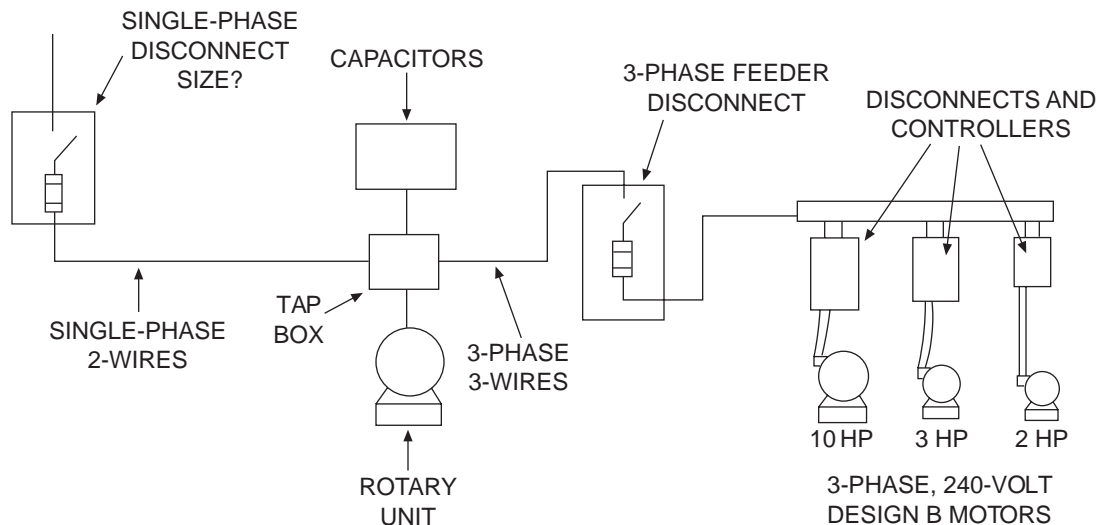 SINGLE-PHASE
DISCONNECT
SIZE?
CAPACITORS
3-PHASE FEEDER
DISCONNECT
DISCONNECTS AND
CONTROLLERS
SINGLE-PHASE
2-WIRES
TAP
BOX
3-PHASE
3-WIRES
ROTARY
UNIT
10 HP
3 HP
2 HP
3-PHASE, 240-VOLT
DESIGN B MOTORS